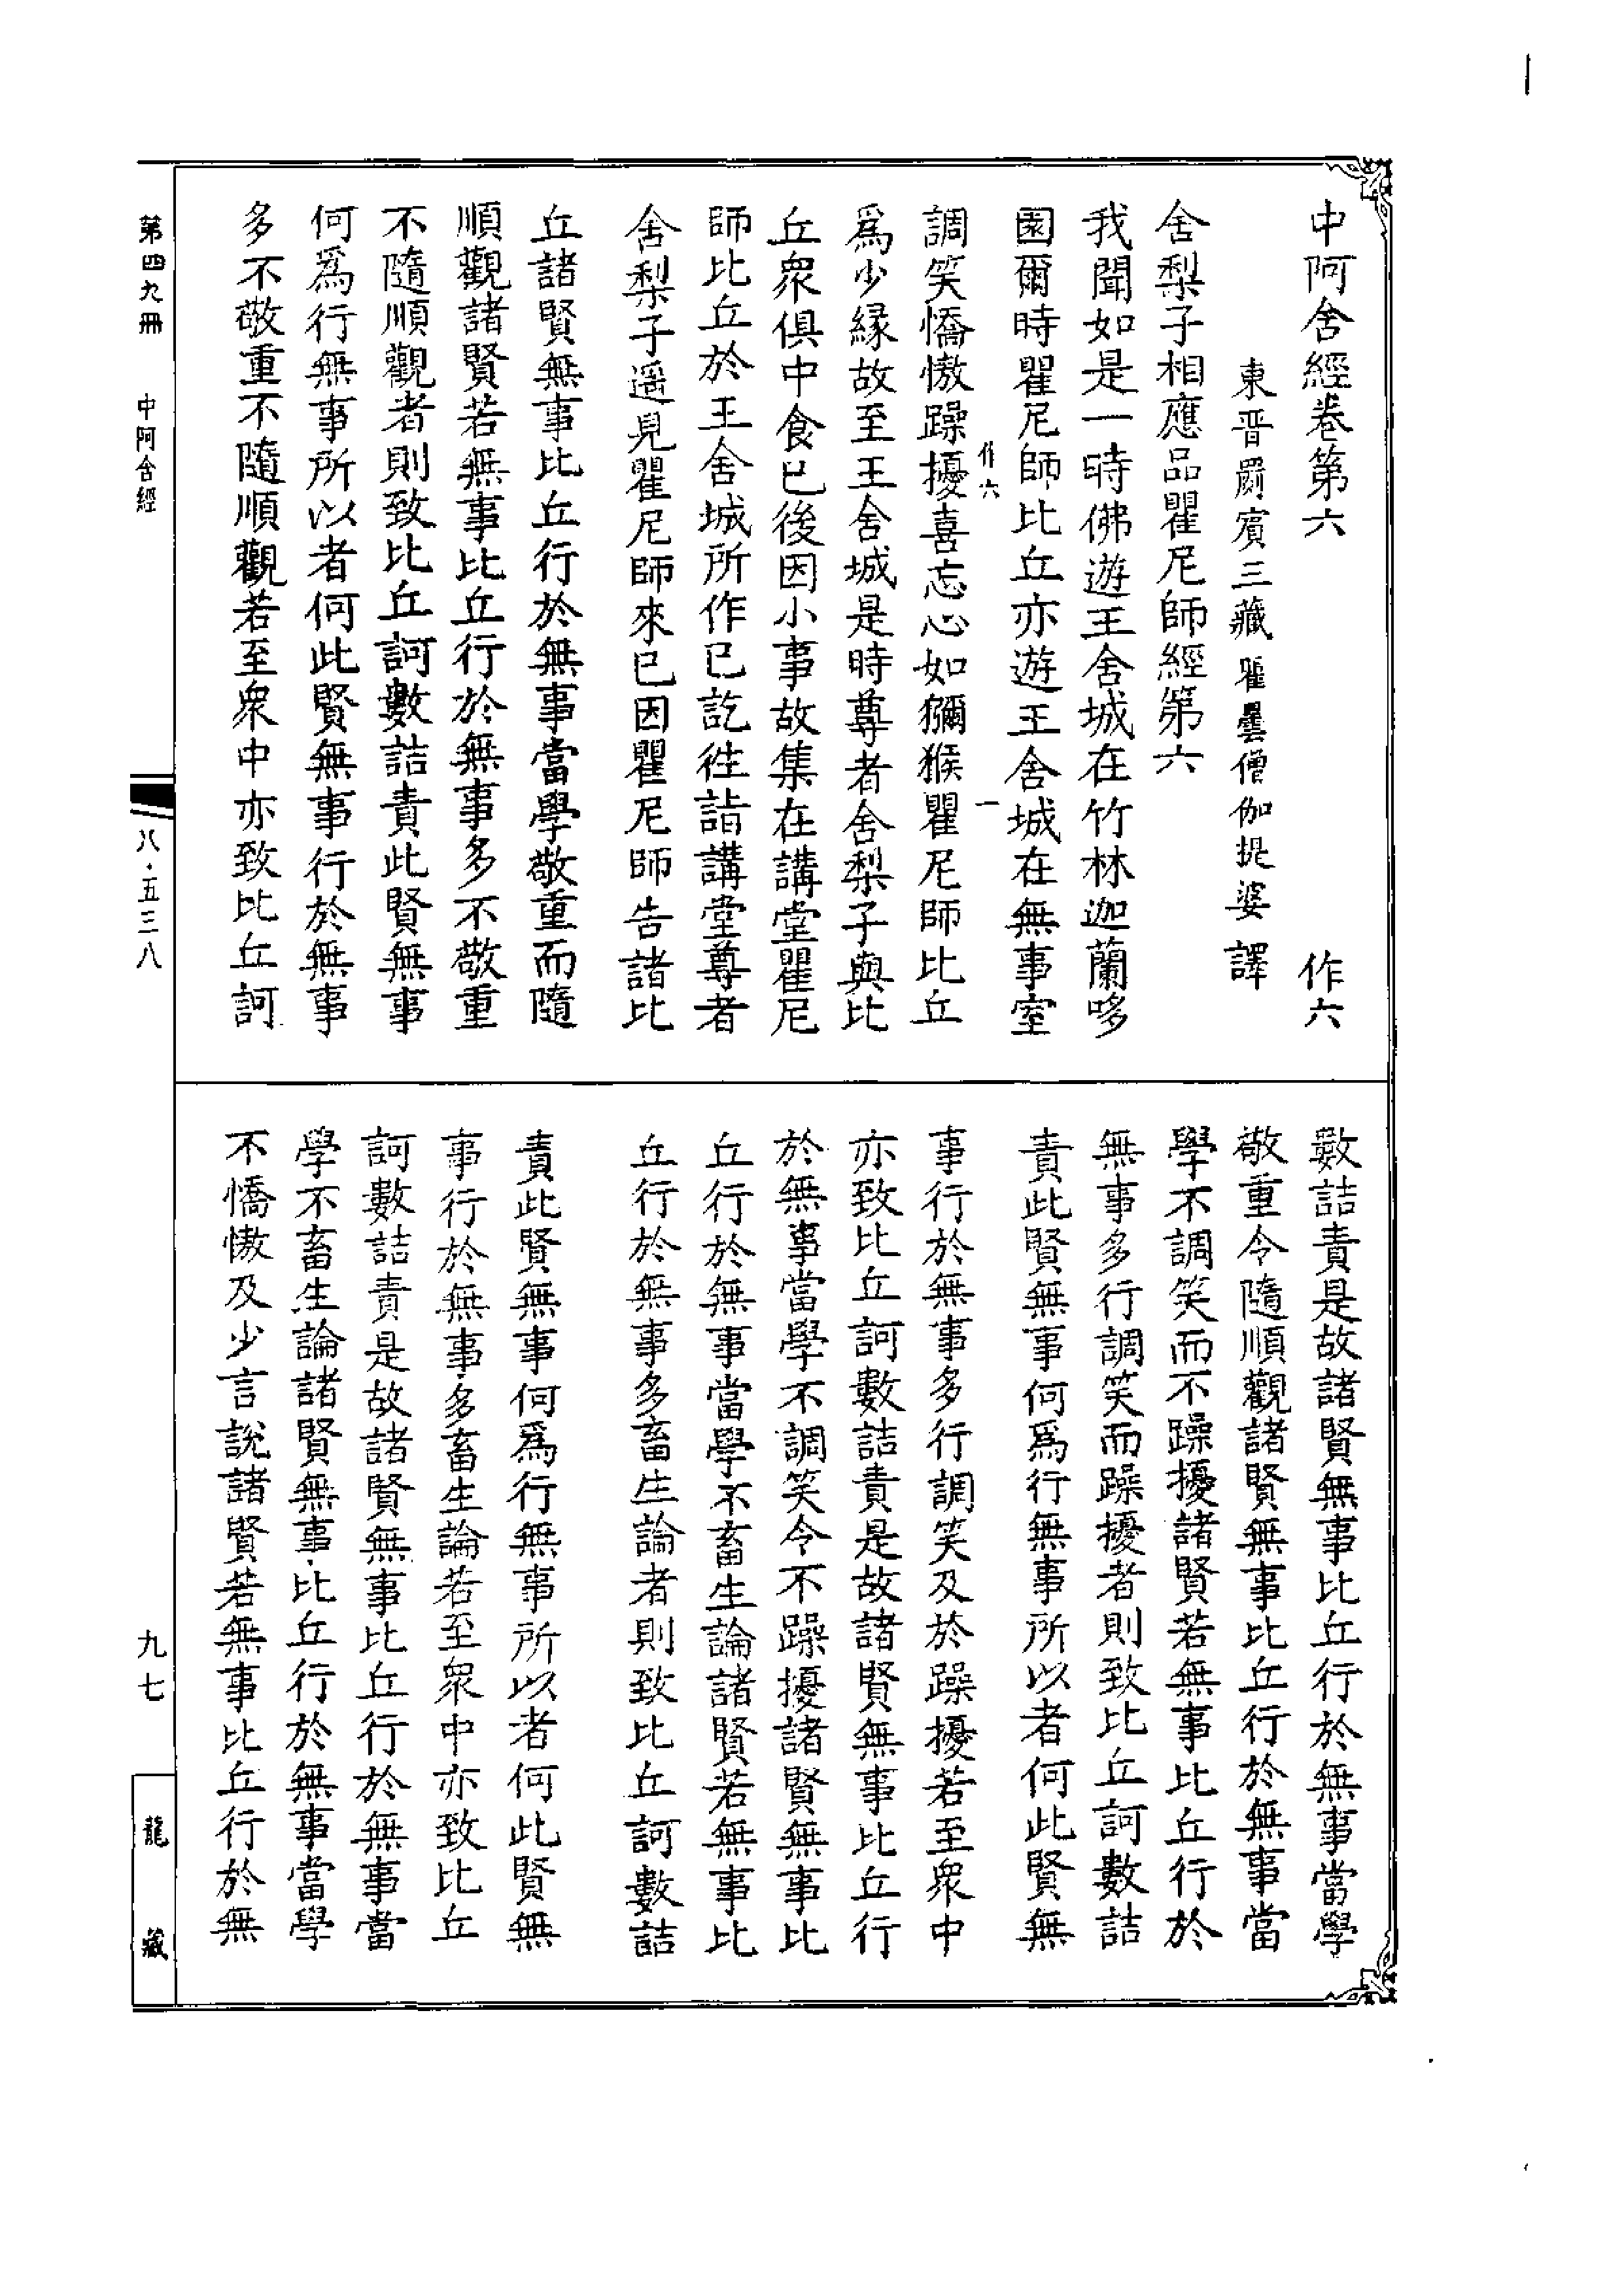 中阿含經卷第六　作六
東晉罽賓三藏瞿曇僧伽提婆譯
舍梨子相應品瞿尼師經第六
我聞如是一時佛遊王舍城在竹林迦蘭哆
園爾時瞿尼師比丘亦遊王舍城在無事室
作六　一
調笑憍慠躁擾喜忘心如獼猴瞿尼師比丘
爲少緣故至王舍城是時尊者舍梨子與比
丘衆俱中食已後因小事故集在講堂瞿尼
師比丘於王舍城所作已訖徃詣講堂尊者
舍梨子遥見瞿尼師來已因瞿尼師告諸比
丘諸賢無事比丘行於無事當學敬重而隨
順觀諸賢若無事比丘行於無事多不敬重
不隨順觀者則致比丘訶數詰責此賢無事
何爲行無事所以者何此賢無事行於無事
多不敬重不隨順觀若至衆中亦致比丘訶
數詰責是故諸賢無事比丘行於無事當學
敬重令隨順觀諸賢無事比丘行於無事當
學不調笑而不躁擾諸賢若無事比丘行於
無事多行調笑而躁擾者則致比丘訶數詰
責此賢無事何爲行無事所以者何此賢無
事行於無事多行調笑及於躁擾若至衆中
亦致比丘訶數詰責是故諸賢無事比丘行
於無事當學不調笑令不躁擾諸賢無事比
丘行於無事當學不畜生論諸賢若無事比
丘行於無事多畜生論者則致比丘訶數詰
責此賢無事何爲行無事所以者何此賢無
事行於無事多畜生論若至衆中亦致比丘
訶數詰責是故諸賢無事比丘行於無事當
學不畜生論諸賢無事比丘行於無事當學
不憍慠及少言說諸賢若無事比丘行於無
第四九冊　中阿含經
八·五三八
九七
龍藏